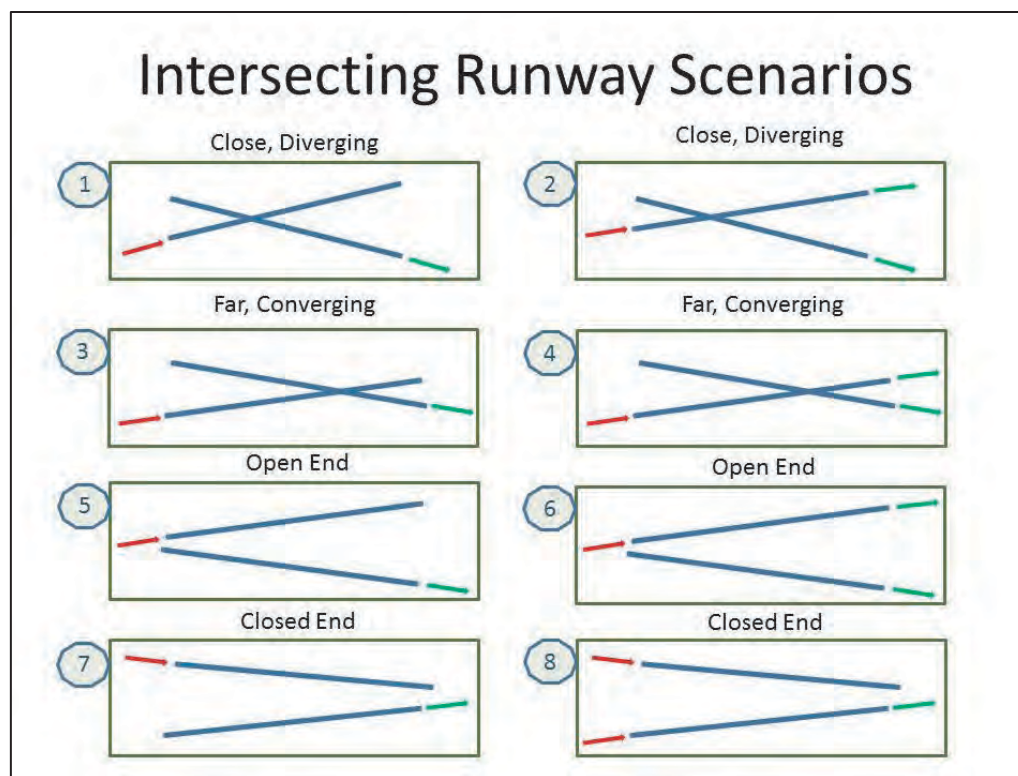 Intersecting Runway Scenarios
Close, Diverging
1
Close, Diverging
2
Far, Converging
3
Far, Converging
4
Open End
5
Open End
6
Closed End
7
Closed End
8